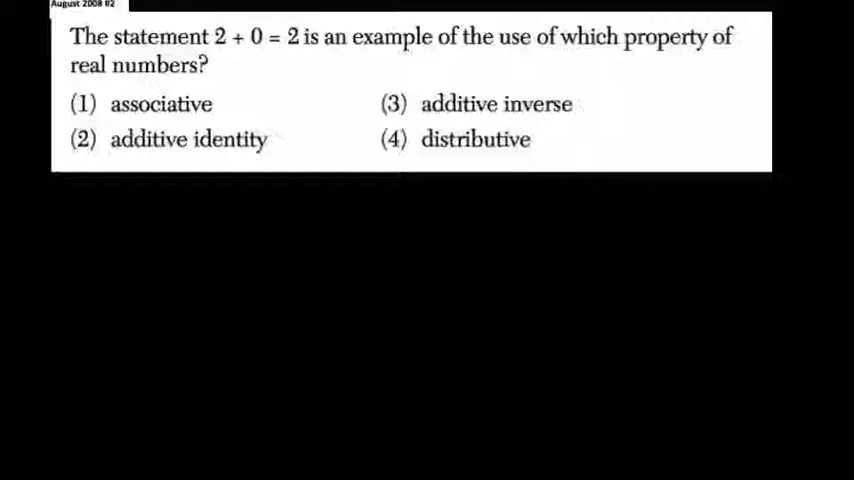 August 2008 #2
The statement 2 + 0 = 2 is an example of the use of which property of
real numbers?
(1) associative (3) additive inverse
(2) additive identity (4) distributive